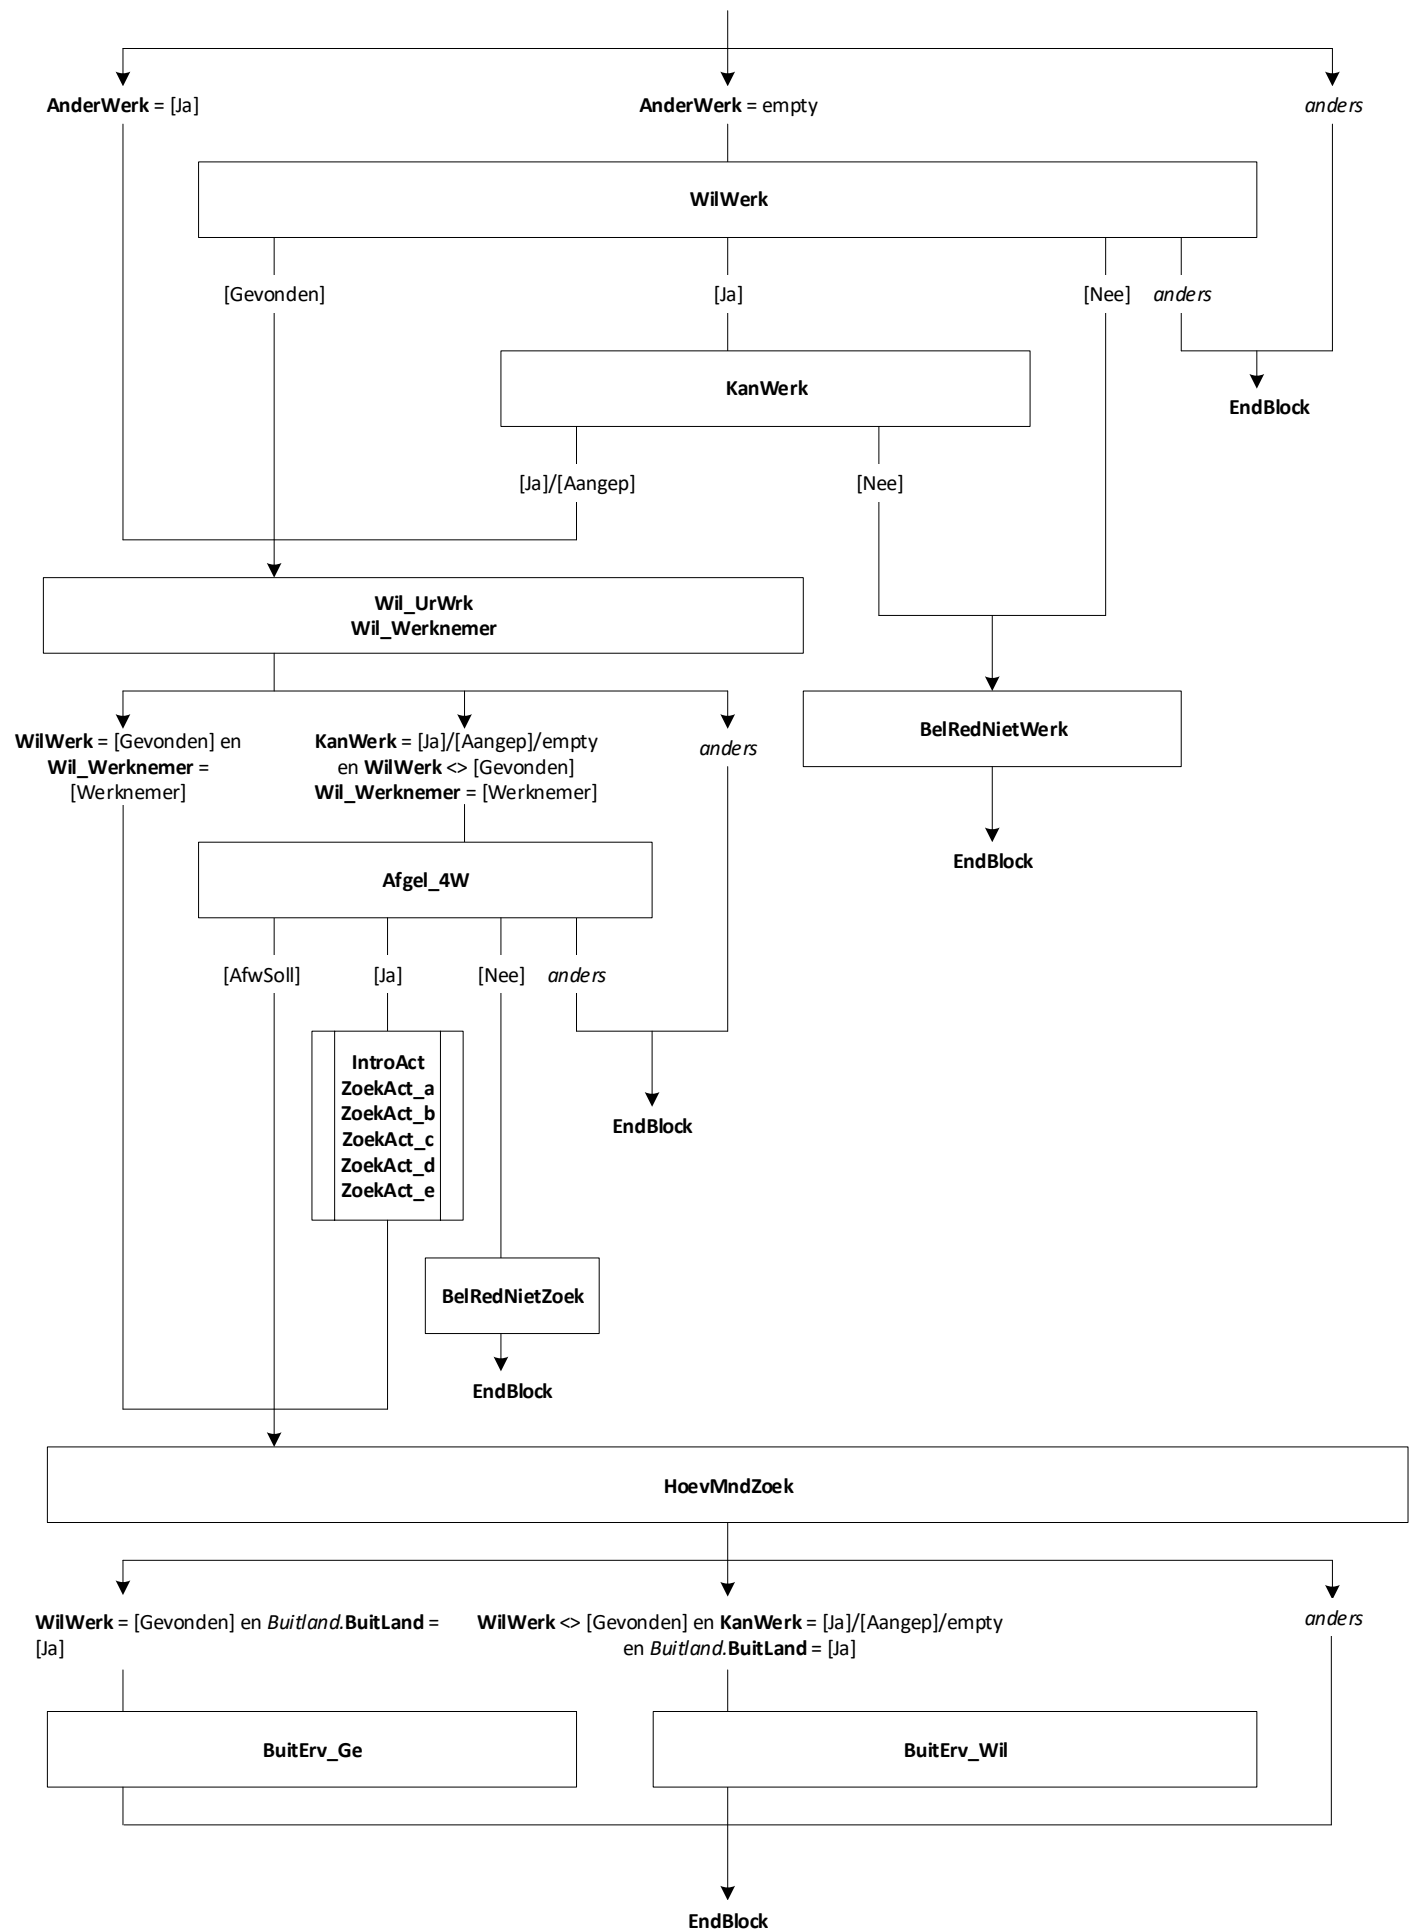 AnderWerk = [Ja]
AnderWerk = empty
anders
WilWerk
[Gevonden]
[Ja]
[Nee]
anders
KanWerk
EndBlock
[Ja]/[Aangep]
[Nee]
Wil_UrWrk
Wil_Werknemer
BelRedNietWerk
WilWerk = [Gevonden] en
Wil_Werknemer =
[Werknemer]
KanWerk = [Ja]/[Aangep]/empty
en WilWerk <> [Gevonden]
Wil_Werknemer = [Werknemer]
anders
EndBlock
Afgel_4W
[AfwSoll]
[Ja]
[Nee]
anders
IntroAct
ZoekAct_a
ZoekAct_b
ZoekAct_c
ZoekAct_d
ZoekAct_e
EndBlock
BelRedNietZoek
EndBlock
HoevMndZoek
WilWerk = [Gevonden] en Buitland.BuitLand =
[Ja]
WilWerk <> [Gevonden] en KanWerk = [Ja]/[Aangep]/empty
en Buitland.BuitLand = [Ja]
anders
BuitErv_Ge
BuitErv_Wil
EndBlock